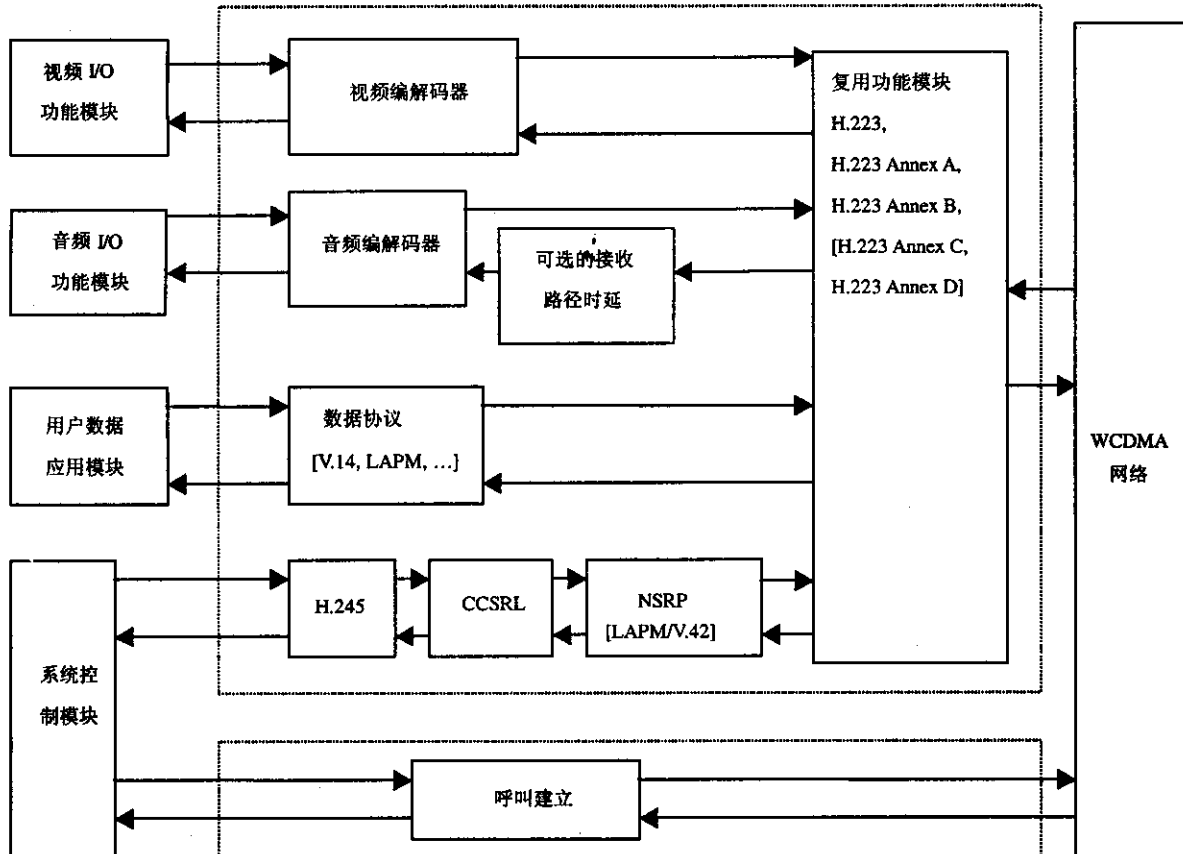 视频 I/O
功能模块
视频编解码器
复用功能模块
H.223,
H.223 Annex A,
H.223 Annex B,
[H.223 Annex C,
H.223 Annex D]
音频 I/O
功能模块
音频编解码器
可选的接收
路径时延
用户数据
应用模块
数据协议
[V.14, LAPM, …]
WCDMA
网络
H.245
CCSRL
NSRP
[LAPM/V.42]
系统控
制模块
呼叫建立